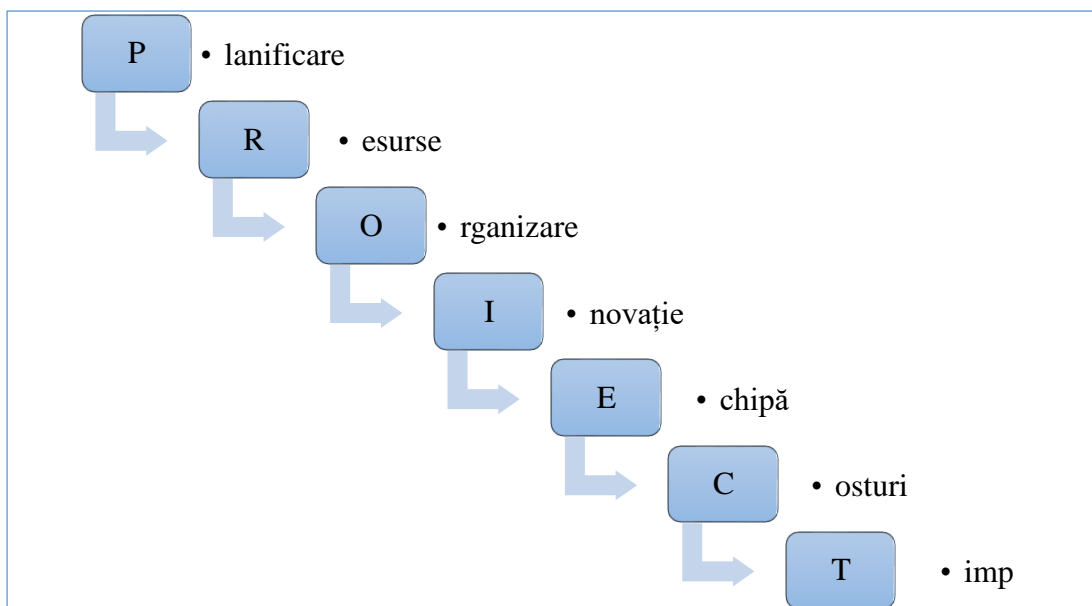 P • lanificare
R • esurse
O • rganizare
I • novație
E • chipă
C • osturi
T • imp